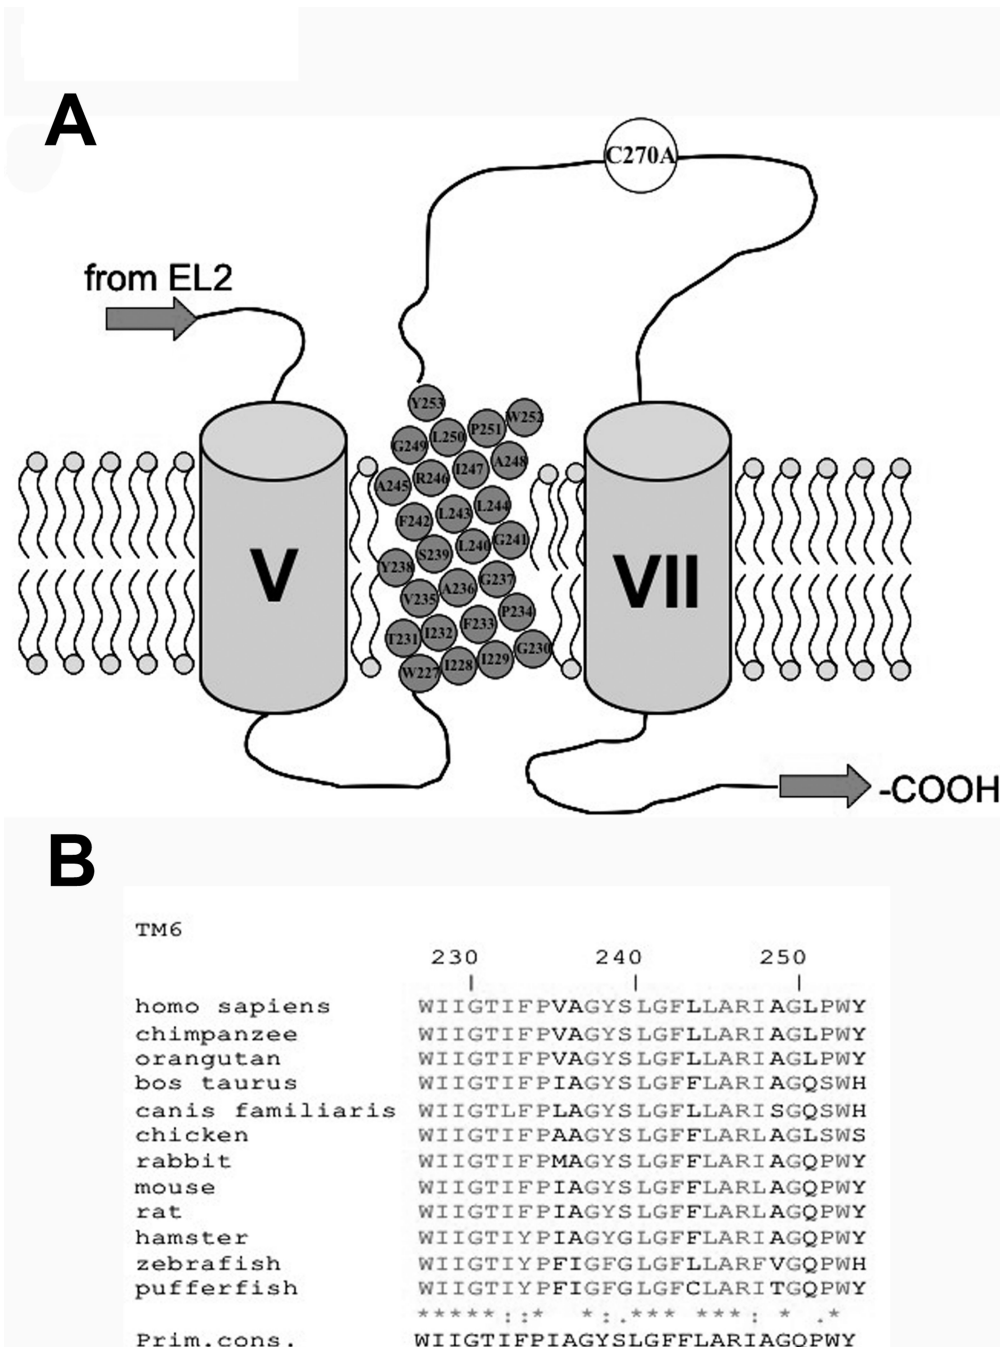 A
C270A
from EL2
Y253
W252
P251
L250
G249
A248
I247
R246
A245
L244
L243
F242
G241
L240
S239
Y238
G237
A236
V235
P234
F233
I232
T231
G230
I229
I228
W227
V
VII
-COOH
B
TM6
230 240 250
homo sapiens WIIGTIFPVAGYSLGFLLARIAGLPWY
chimpanzee WIIGTIFPVAGYSLGFLLARIAGLPWY
orangutan WIIGTIFPVAGYSLGFLLARIAGLPWY
bos taurus WIIGTIFPIAGYSLGFFLARIAGQSWH
canis familiaris WIIGTLFPLAGYSLGFLLARISGQSWH
chicken WIIGTIFPAAGYSLGFFLARLAGLSWS
rabbit WIIGTIFPMAGYSLGFFLARIAGQPWY
mouse WIIGTIFPIAGYSLGFFLARLAGQPWY
rat WIIGTIFPIAGYSLGFFLARLAGQPWY
hamster WIIGTIYPIAGYGLGFFLARIAGQPWY
zebrafish WIIGTIYPFIGFGLGFLLARFVGQPWH
pufferfish WIIGTIYPFIGFGLGFCLARITGQPWY
*****::* *:.*** ***: * .*
Prim.cons. WIIGTIFPIAGYSLGFFLARIAGQPWY